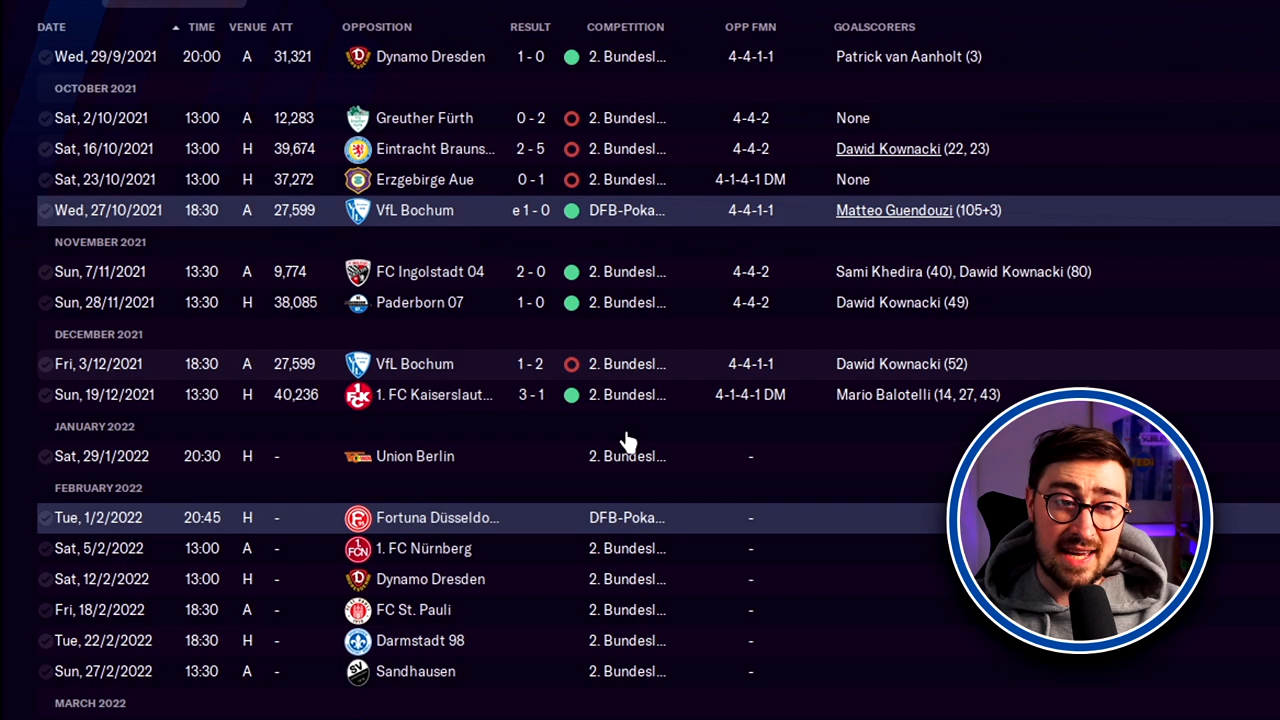 DATE TIME VENUE ATT OPPOSITION RESULT COMPETITION OPP FMN GOALSCORERS
Wed, 29/9/2021 20:00 A 31,321 Dynamo Dresden 1 - 0 2. Bundesl... 4-4-1-1 Patrick van Aanholt (3)
OCTOBER 2021
Sat, 2/10/2021 13:00 A 12,283 Greuther Fürth 0 - 2 2. Bundesl... 4-4-2 None
Sat, 16/10/2021 13:00 H 39,674 Eintracht Brauns... 2 - 5 2. Bundesl... 4-4-2 Dawid Kownacki (22, 23)
Sat, 23/10/2021 13:00 H 37,272 Erzgebirge Aue 0 - 1 2. Bundesl... 4-1-4-1 DM None
Wed, 27/10/2021 18:30 A 27,599 VfL Bochum e 1 - 0 DFB-Poka... 4-4-1-1 Matteo Guendouzi (105+3)
NOVEMBER 2021
Sun, 7/11/2021 13:30 A 9,774 FC Ingolstadt 04 2 - 0 2. Bundesl... 4-4-2 Sami Khedira (40), Dawid Kownacki (80)
Sun, 28/11/2021 13:30 H 38,085 Paderborn 07 1 - 0 2. Bundesl... 4-4-2 Dawid Kownacki (49)
DECEMBER 2021
Fri, 3/12/2021 18:30 A 27,599 VfL Bochum 1 - 2 2. Bundesl... 4-4-1-1 Dawid Kownacki (52)
Sun, 19/12/2021 13:30 H 40,236 1. FC Kaiserslaut... 3 - 1 2. Bundesl... 4-1-4-1 DM Mario Balotelli (14, 27, 43)
JANUARY 2022
Sat, 29/1/2022 20:30 H - Union Berlin 2. Bundesl... -
FEBRUARY 2022
Tue, 1/2/2022 20:45 H - Fortuna Düsseldo... DFB-Poka... -
Sat, 5/2/2022 13:00 A - 1. FC Nürnberg 2. Bundesl... -
Sat, 12/2/2022 13:00 H - Dynamo Dresden 2. Bundesl... -
Fri, 18/2/2022 18:30 A - FC St. Pauli 2. Bundesl... -
Tue, 22/2/2022 18:30 H - Darmstadt 98 2. Bundesl... -
Sun, 27/2/2022 13:30 A - Sandhausen 2. Bundesl... -
MARCH 2022